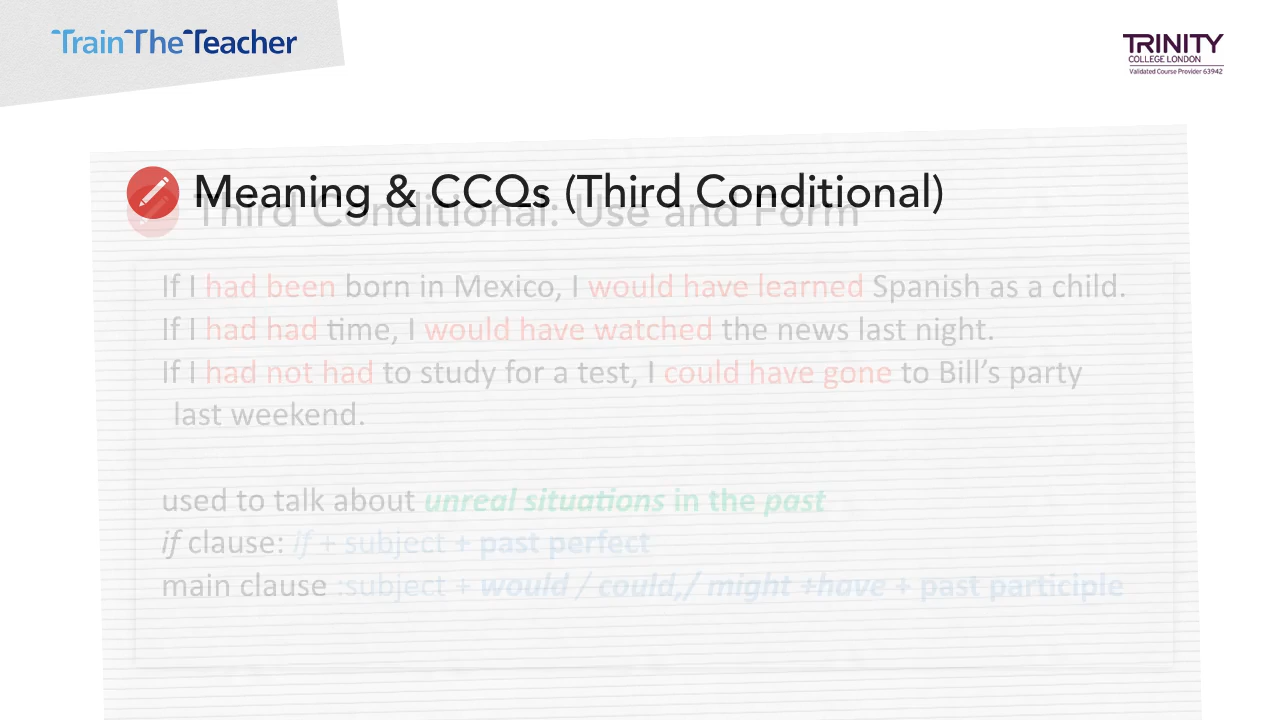 TrainTheTeacher
TRINITY
COLLEGE LONDON
Validated Course Provider 63942
Meaning & CCQs (Third Conditional)
Third Conditional: Use and Form
If I had been born in Mexico, I would have learned Spanish as a child.
If I had had time, I would have watched the news last night.
If I had not had to study for a test, I could have gone to Bill’s party
last weekend.
used to talk about unreal situations in the past
if clause: if + subject + past perfect
main clause :subject + would / could,/ might +have + past participle